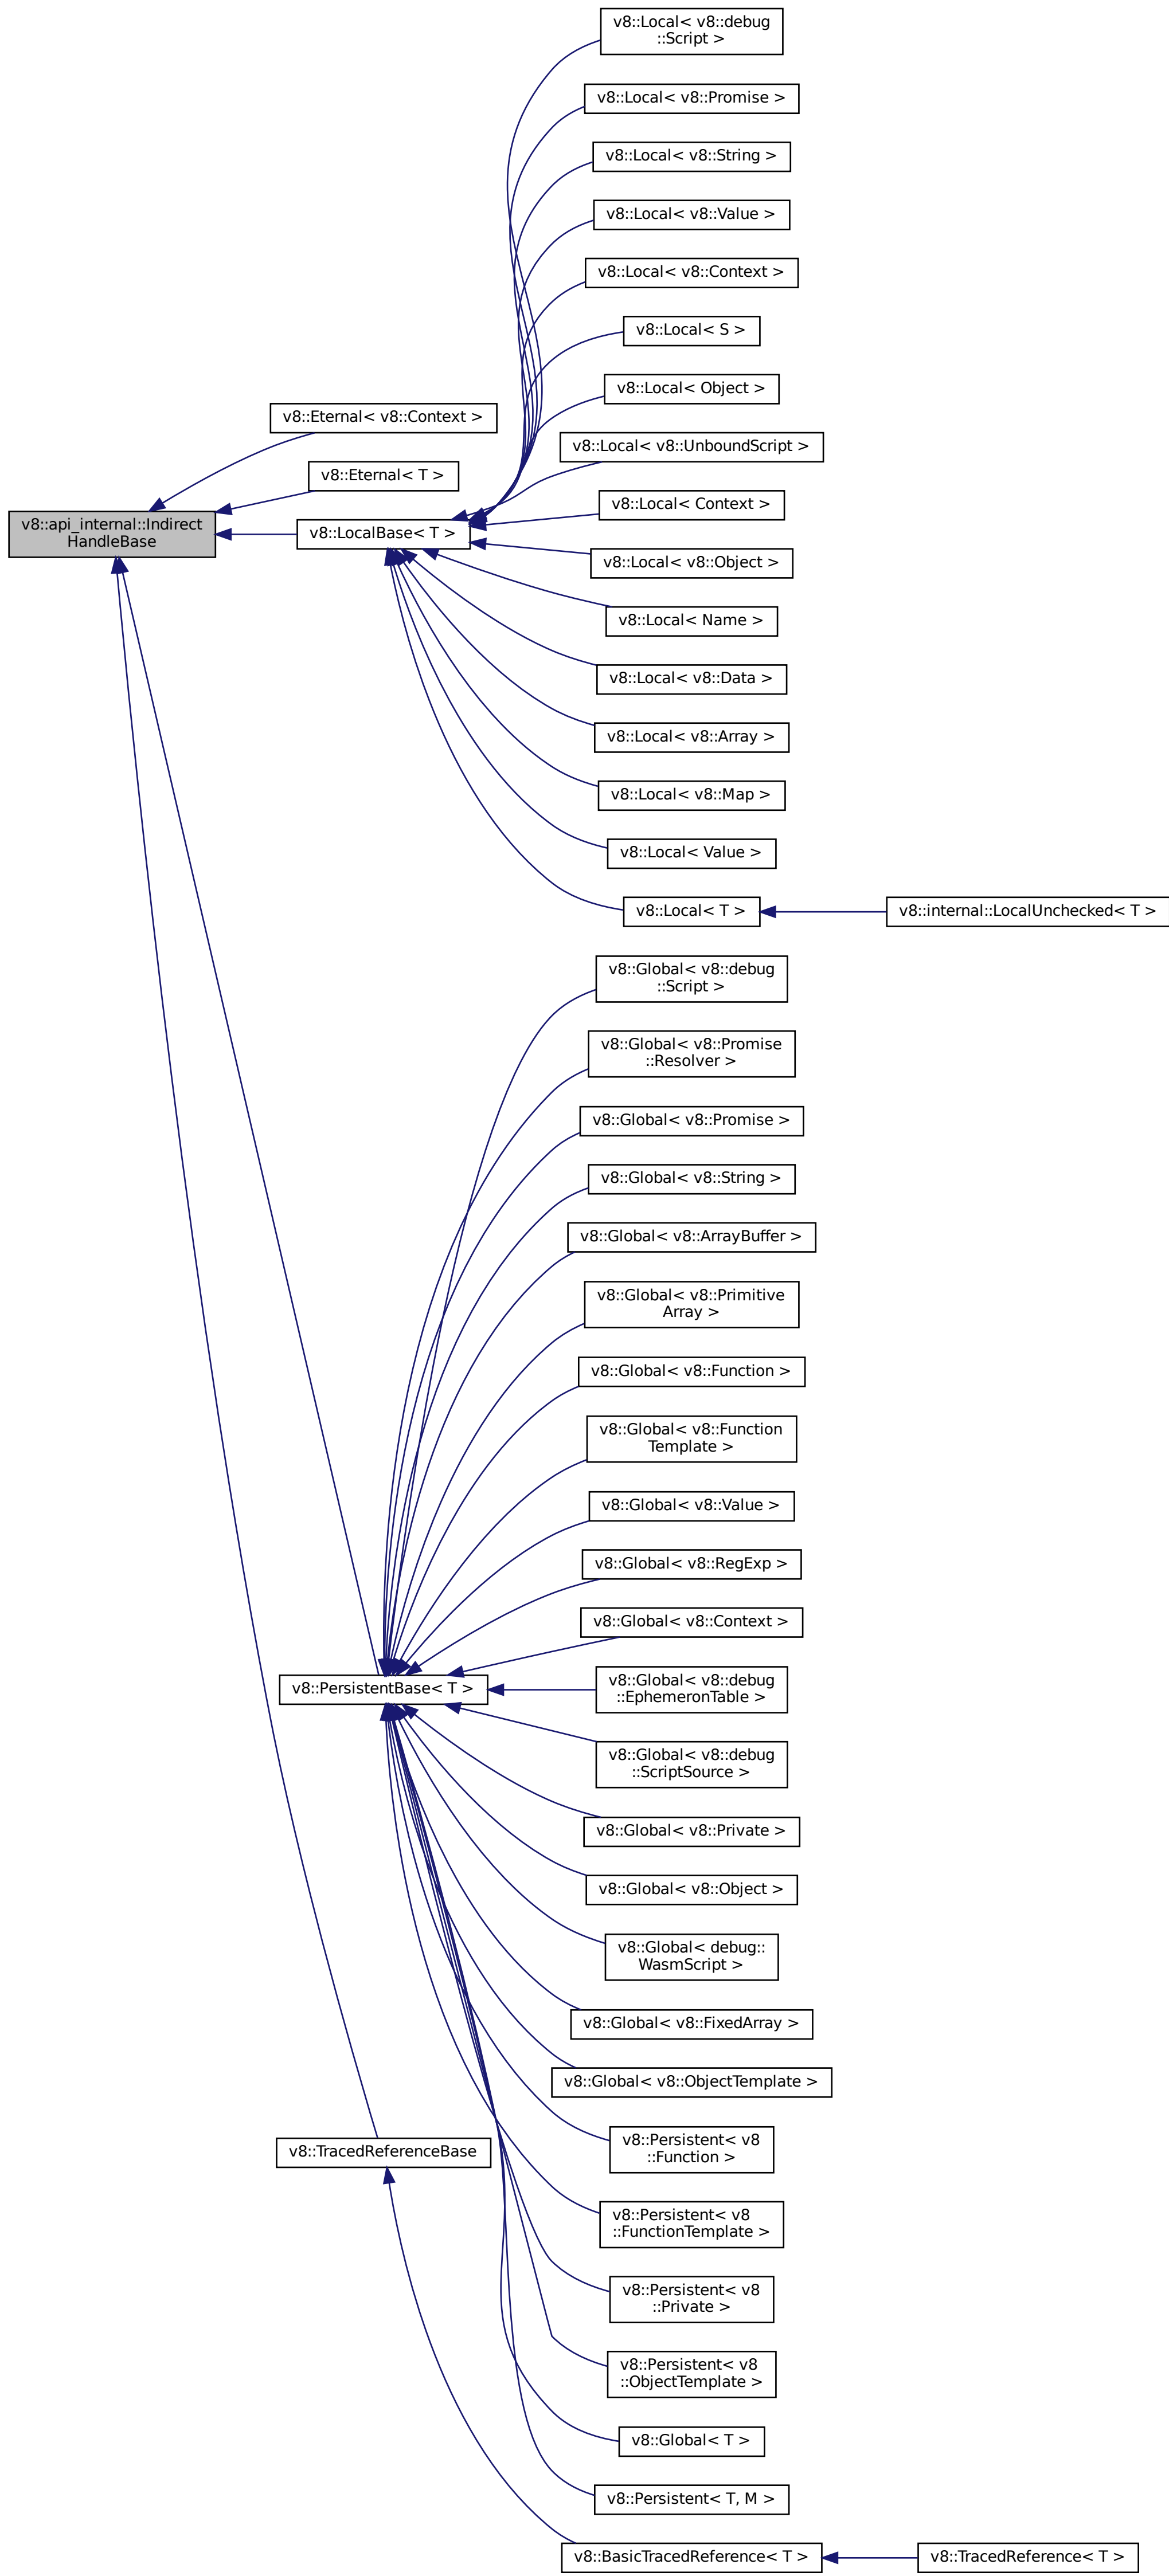 v8::Local< v8::debug
::Script >
v8::Local< v8::Promise >
v8::Local< v8::String >
v8::Local< v8::Value >
v8::Local< v8::Context >
v8::Local< S >
v8::Local< Object >
v8::Eternal< v8::Context >
v8::Local< v8::UnboundScript >
v8::Eternal< T >
v8::Local< Context >
v8::api_internal::Indirect
HandleBase
v8::LocalBase< T >
v8::Local< v8::Object >
v8::Local< Name >
v8::Local< v8::Data >
v8::Local< v8::Array >
v8::Local< v8::Map >
v8::Local< Value >
v8::Local< T >
v8::internal::LocalUnchecked< T >
v8::Global< v8::debug
::Script >
v8::Global< v8::Promise
::Resolver >
v8::Global< v8::Promise >
v8::Global< v8::String >
v8::Global< v8::ArrayBuffer >
v8::Global< v8::Primitive
Array >
v8::Global< v8::Function >
v8::Global< v8::Function
Template >
v8::Global< v8::Value >
v8::Global< v8::RegExp >
v8::Global< v8::Context >
v8::PersistentBase< T >
v8::Global< v8::debug
::EphemeronTable >
v8::Global< v8::debug
::ScriptSource >
v8::Global< v8::Private >
v8::Global< v8::Object >
v8::Global< debug::
WasmScript >
v8::Global< v8::FixedArray >
v8::Global< v8::ObjectTemplate >
v8::Persistent< v8
::Function >
v8::TracedReferenceBase
v8::Persistent< v8
::FunctionTemplate >
v8::Persistent< v8
::Private >
v8::Persistent< v8
::ObjectTemplate >
v8::Global< T >
v8::Persistent< T, M >
v8::BasicTracedReference< T >
v8::TracedReference< T >